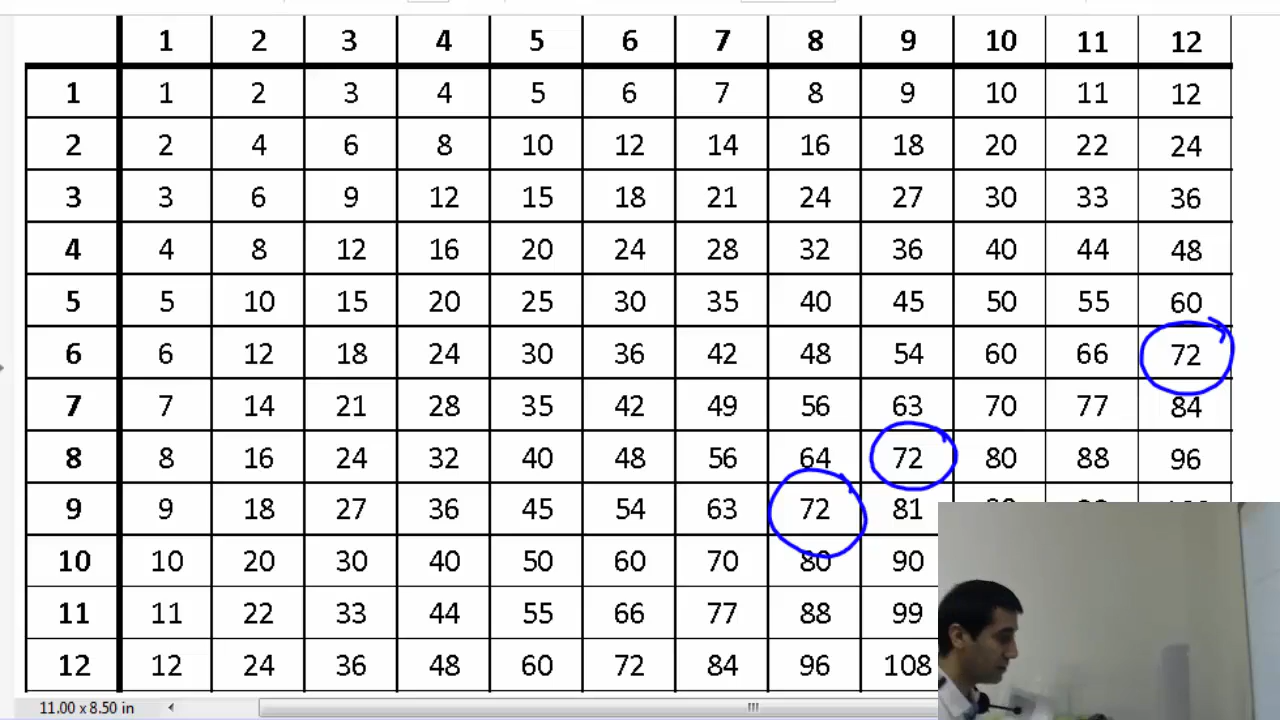 1 2 3 4 5 6 7 8 9 10 11 12
1 1 2 3 4 5 6 7 8 9 10 11 12
2 2 4 6 8 10 12 14 16 18 20 22 24
3 3 6 9 12 15 18 21 24 27 30 33 36
4 4 8 12 16 20 24 28 32 36 40 44 48
5 5 10 15 20 25 30 35 40 45 50 55 60
6 6 12 18 24 30 36 42 48 54 60 66 72
7 7 14 21 28 35 42 49 56 63 70 77 84
8 8 16 24 32 40 48 56 64 72 80 88 96
9 9 18 27 36 45 54 63 72 81
10 10 20 30 40 50 60 70 80 90
11 11 22 33 44 55 66 77 88 99
12 12 24 36 48 60 72 84 96 108
11.00 x 8.50 in